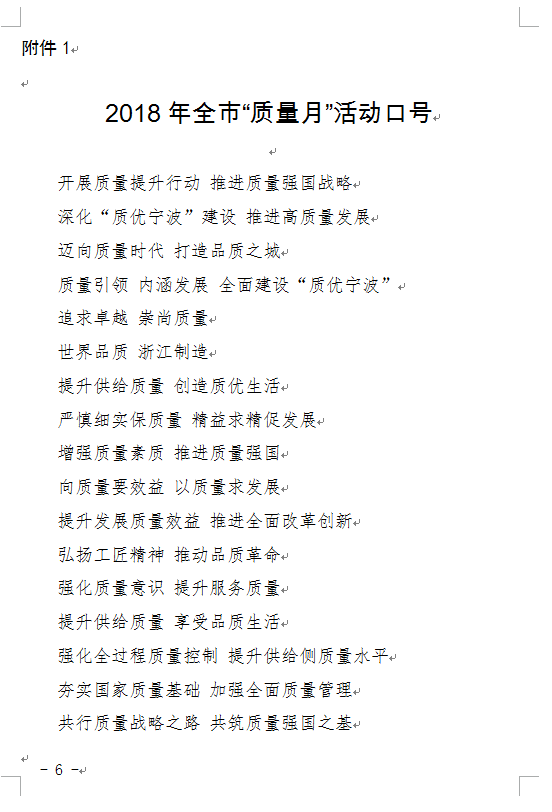 附件 1
2018 年全市“质量月”活动口号
开展质量提升行动 推进质量强国战略
深化“质优宁波”建设 推进高质量发展
迈向质量时代 打造品质之城
质量引领 内涵发展 全面建设“质优宁波”
追求卓越 崇尚质量
世界品质 浙江制造
提升供给质量 创造质优生活
严慎细实保质量 精益求精促发展
增强质量素质 推进质量强国
向质量要效益 以质量求发展
提升发展质量效益 推进全面改革创新
弘扬工匠精神 推动品质革命
强化质量意识 提升服务质量
提升供给质量 享受品质生活
强化全过程质量控制 提升供给侧质量水平
夯实国家质量基础 加强全面质量管理
共行质量战略之路 共筑质量强国之基
- 6 -